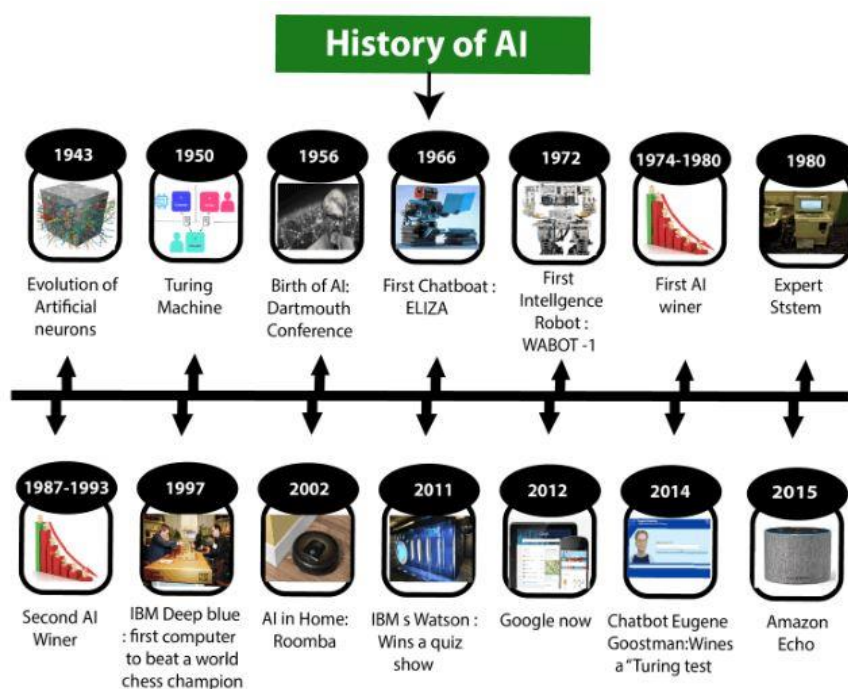 History of AI
1943
1950
1956
1966
1972
1974-1980
1980
Evolution of
Artificial
neurons
Turing
Machine
Birth of AI:
Dartmouth
Conference
First Chatboat :
ELIZA
First
Intellgence
Robot :
WABOT -1
First AI
winer
Expert
Ststem
1987-1993
1997
2002
2011
2012
2014
2015
Second AI
Winer
IBM Deep blue
: first computer
to beat a world
chess champion
AI in Home:
Roomba
IBM s Watson :
Wins a quiz
show
Google now
Chatbot Eugene
Goostman:Wines
a “Turing test
Amazon
Echo